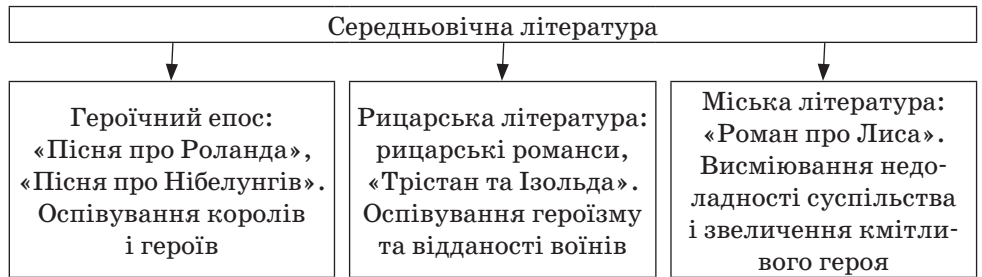 Середньовічна література
Героїчний епос:
«Пісня про Роланда»,
«Пісня про Нібелунгів».
Оспівування королів
і героїв
Рицарська література:
рицарські романси,
«Трістан та Ізольда».
Оспівування героїзму
та відданості воїнів
Міська література:
«Роман про Лиса».
Висміювання недо-
ладності суспільства
і звеличення кмітли-
вого героя